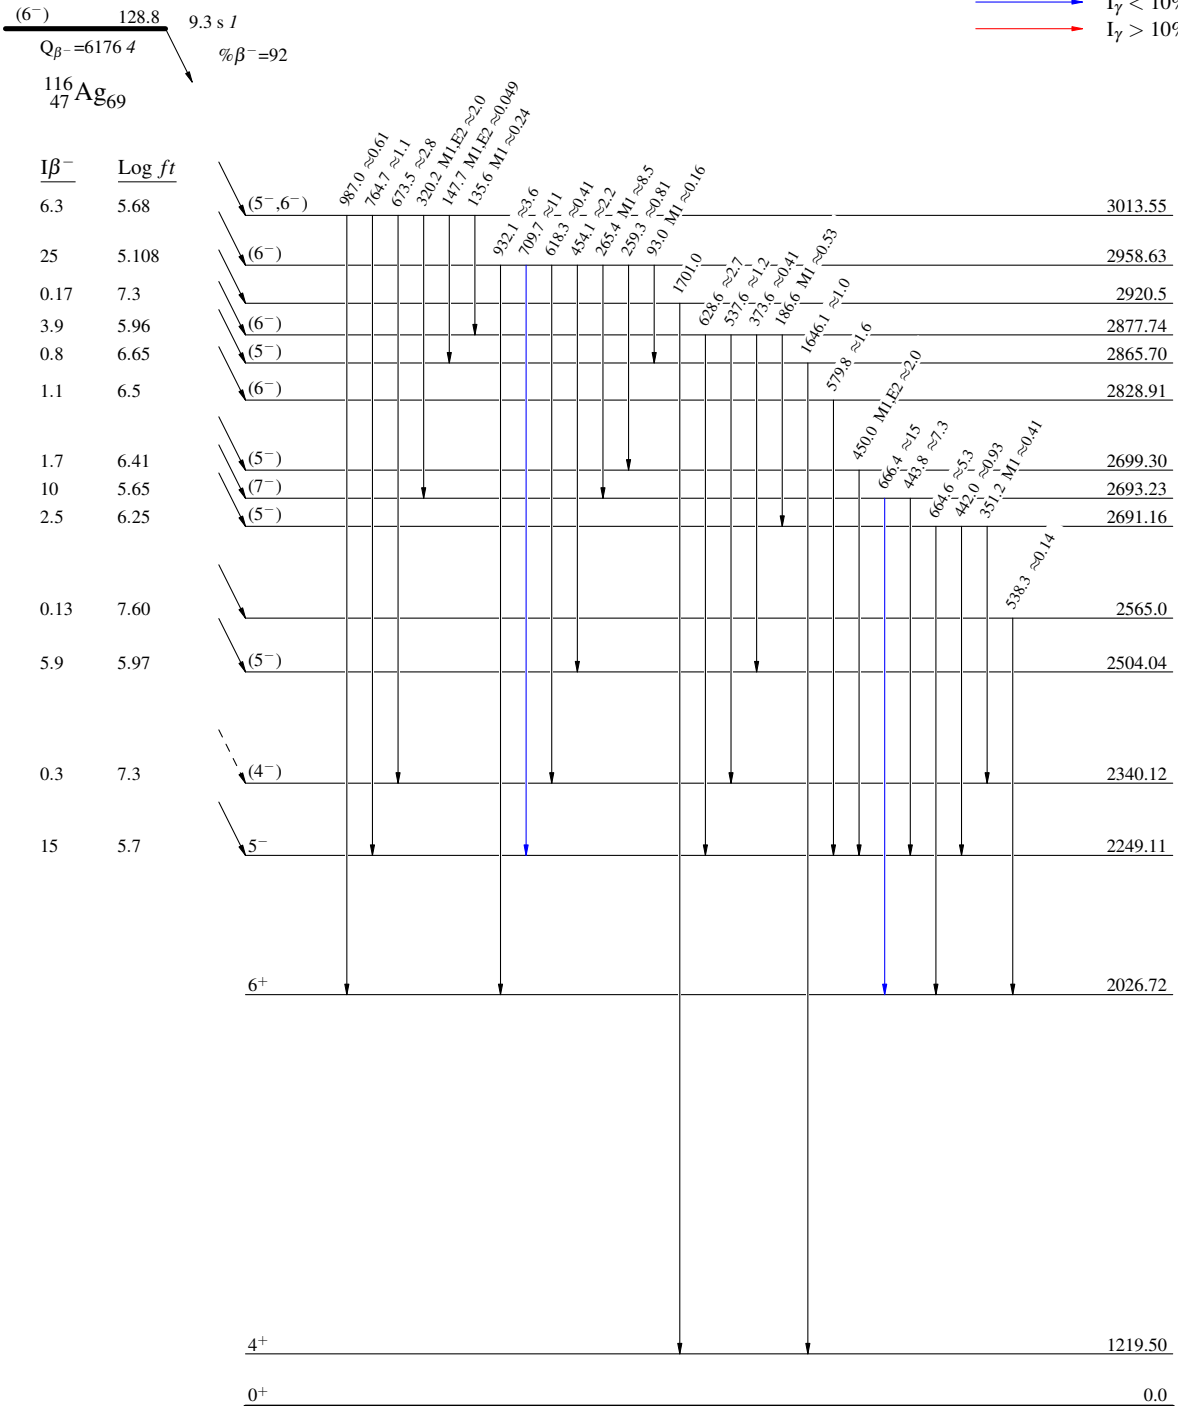 (6⁻) 128.8 9.3 s 1
Q_β⁻=6176 4
%β⁻=92
¹¹⁶₄₇Ag₆₉
I_γ < 10%
I_γ > 10%
Iβ⁻ Log ft
987.0 ≈0.61
764.7 ≈1.1
673.5 ≈2.8
320.2 M1,E2 ≈2.0
147.7 M1,E2 ≈0.049
135.6 M1 ≈0.24
6.3 5.68 (5⁻,6⁻) 3013.55
932.1 ≈3.6
709.7 ≈11
618.3 ≈0.41
454.1 ≈2.2
265.4 M1 ≈8.5
259.3 ≈0.81
93.0 M1 ≈0.16
25 5.108 (6⁻) 2958.63
1701.0
0.17 7.3 2920.5
628.6 ≈2.7
537.6 ≈1.2
373.6 ≈0.41
186.6 M1 ≈0.53
3.9 5.96 (6⁻) 2877.74
1646.1 ≈1.0
0.8 6.65 (5⁻) 2865.70
579.8 ≈1.6
1.1 6.5 (6⁻) 2828.91
450.0 M1,E2 ≈2.0
1.7 6.41 (5⁻) 2699.30
666.4 ≈15
443.8 ≈7.3
10 5.65 (7⁻) 2693.23
664.6 ≈5.3
442.0 ≈0.93
351.2 M1 ≈0.41
2.5 6.25 (5⁻) 2691.16
538.3 ≈0.14
0.13 7.60 2565.0
5.9 5.97 (5⁻) 2504.04
0.3 7.3 (4⁻) 2340.12
15 5.7 5⁻ 2249.11
6⁺ 2026.72
4⁺ 1219.50
0⁺ 0.0